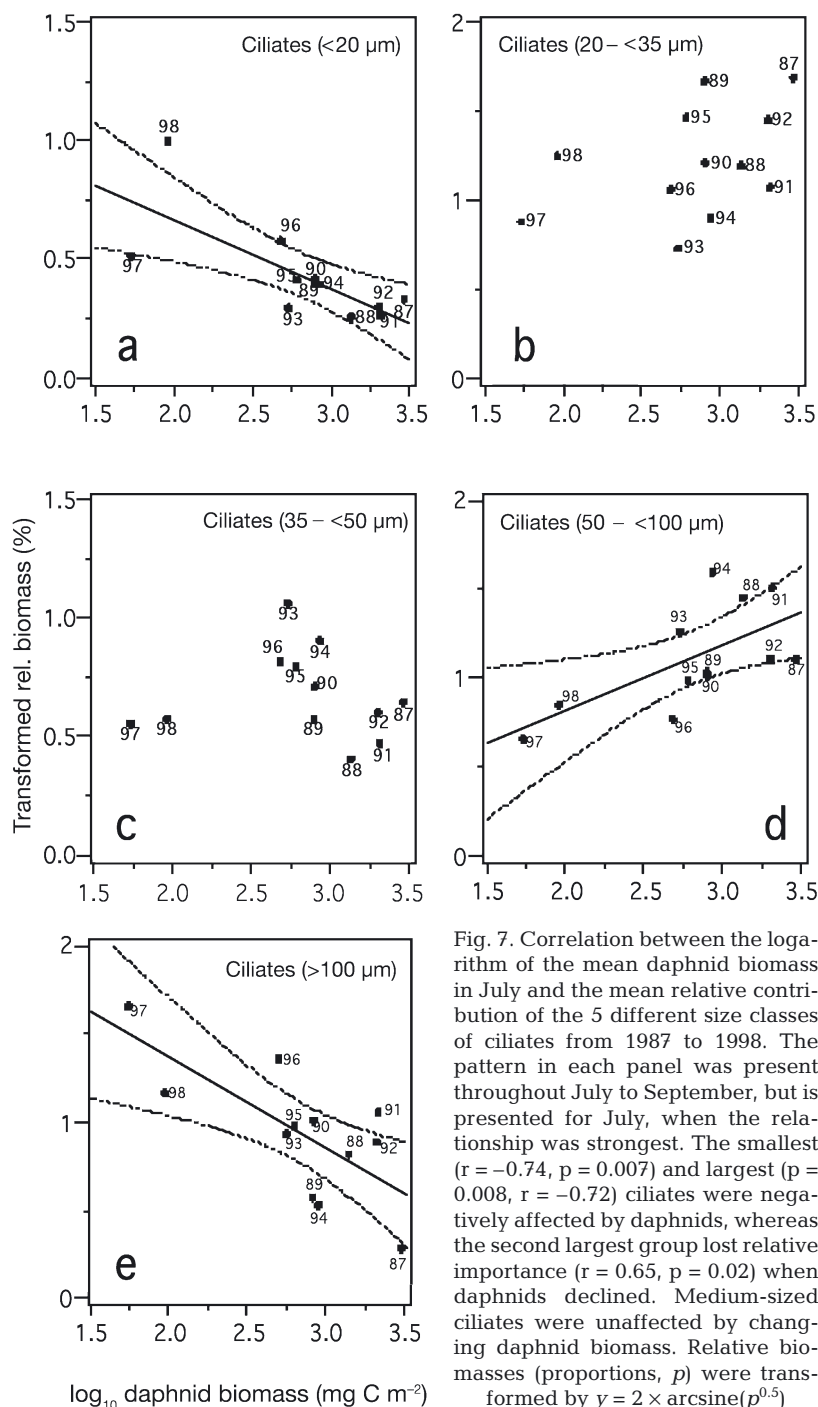 1.5
Ciliates (<20 µm)
98
1.0
96
0.5
97
95
90
89
94
92
93
88
91
87
a
0.0
1.5 2.0 2.5 3.0 3.5
2
Ciliates (20 – <35 µm)
87
89
95
92
98
90
88
1
96
91
97
94
93
b
0
1.5 2.0 2.5 3.0 3.5
Transformed rel. biomass (%)
1.5
Ciliates (35 – <50 µm)
1.0
93
94
96
95
90
97
98
89
92
87
0.5
91
88
c
0.0
1.5 2.0 2.5 3.0 3.5
2
Ciliates (50 – <100 µm)
94
88
91
93
92
89
95
87
1
90
98
96
97
d
0
1.5 2.0 2.5 3.0 3.5
2
Ciliates (>100 µm)
97
96
98
91
1
95
90
93
88
92
89
94
87
e
0
1.5 2.0 2.5 3.0 3.5
log₁₀ daphnid biomass (mg C m⁻²)
Fig. 7. Correlation between the loga-
rithm of the mean daphnid biomass
in July and the mean relative contri-
bution of the 5 different size classes
of ciliates from 1987 to 1998. The
pattern in each panel was present
throughout July to September, but is
presented for July, when the rela-
tionship was strongest. The smallest
(r = –0.74, p = 0.007) and largest (p =
0.008, r = –0.72) ciliates were nega-
tively affected by daphnids, whereas
the second largest group lost relative
importance (r = 0.65, p = 0.02) when
daphnids declined. Medium-sized
ciliates were unaffected by chang-
ing daphnid biomass. Relative bio-
masses (proportions, p) were trans-
formed by y = 2 × arcsine(p⁰·⁵)